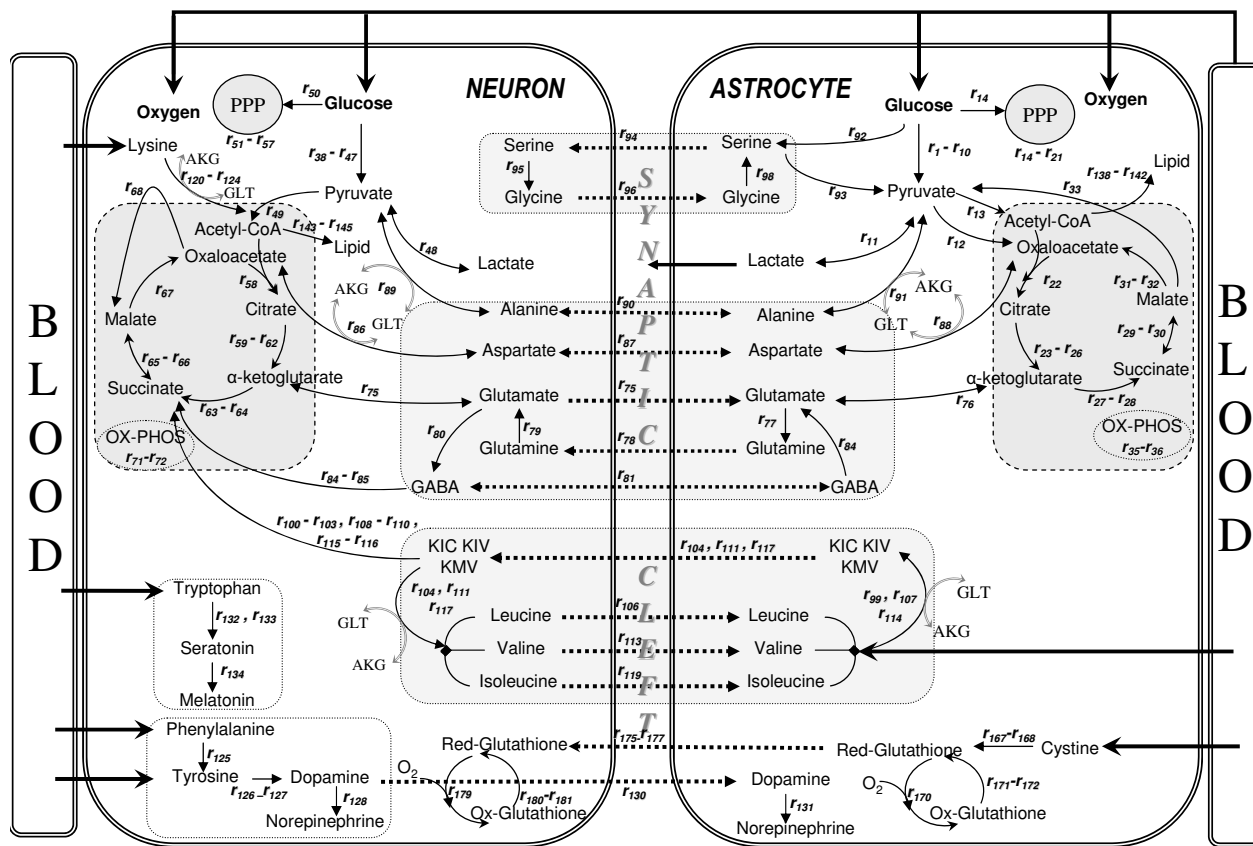 NEURON
ASTROCYTE
BLOOD
BLOOD
SYNAPTIC CLEFT
Oxygen
PPP
r50
Glucose
r51 - r57
Lysine
AKG
r120 - r124
GLT
r38 - r47
r68
Pyruvate
r49
Acetyl-CoA
r143 - r145
Lipid
Oxaloacetate
r58
r67
Citrate
Malate
r59 - r62
r65 - r66
Succinate
α-ketoglutarate
r63 - r64
OX-PHOS
r71-r72
r48
Lactate
r89
AKG
GLT
r86
Alanine
Aspartate
r75
Glutamate
r80
r79
Glutamine
GABA
r84 - r85
Serine
r95
Glycine
r94
r96
Serine
r98
Glycine
r92
r93
r90
r87
r75
r78
r81
Glucose
r14
PPP
Oxygen
r14 - r21
r1 - r10
Lipid
r138 - r142
Pyruvate
r33
r13
Acetyl-CoA
r12
Oxaloacetate
r11
Lactate
r22
r31 - r32
Citrate
Malate
r91
AKG
GLT
r88
r29 - r30
r23 - r26
Succinate
α-ketoglutarate
r27 - r28
r76
OX-PHOS
r35-r36
Alanine
Aspartate
Glutamate
r77
Glutamine
r84
GABA
r100 - r103 , r108 - r110 ,
r115 - r116
KIC KIV
KMV
r104 , r111 , r117
KIC KIV
KMV
r104 , r111
r117
GLT
AKG
Leucine
Valine
Isoleucine
r106
r113
r119
Leucine
Valine
Isoleucine
r99 , r107
r114
GLT
AKG
Tryptophan
r132 , r133
Seratonin
r134
Melatonin
Phenylalanine
r125
Tyrosine
r126 - r127
Dopamine
r128
Norepinephrine
Red-Glutathione
r175-r177
O2
r179
r180-r181
Ox-Glutathione
r130
Dopamine
r131
Norepinephrine
Red-Glutathione
r167-r168
Cystine
O2
r170
r171-r172
Ox-Glutathione